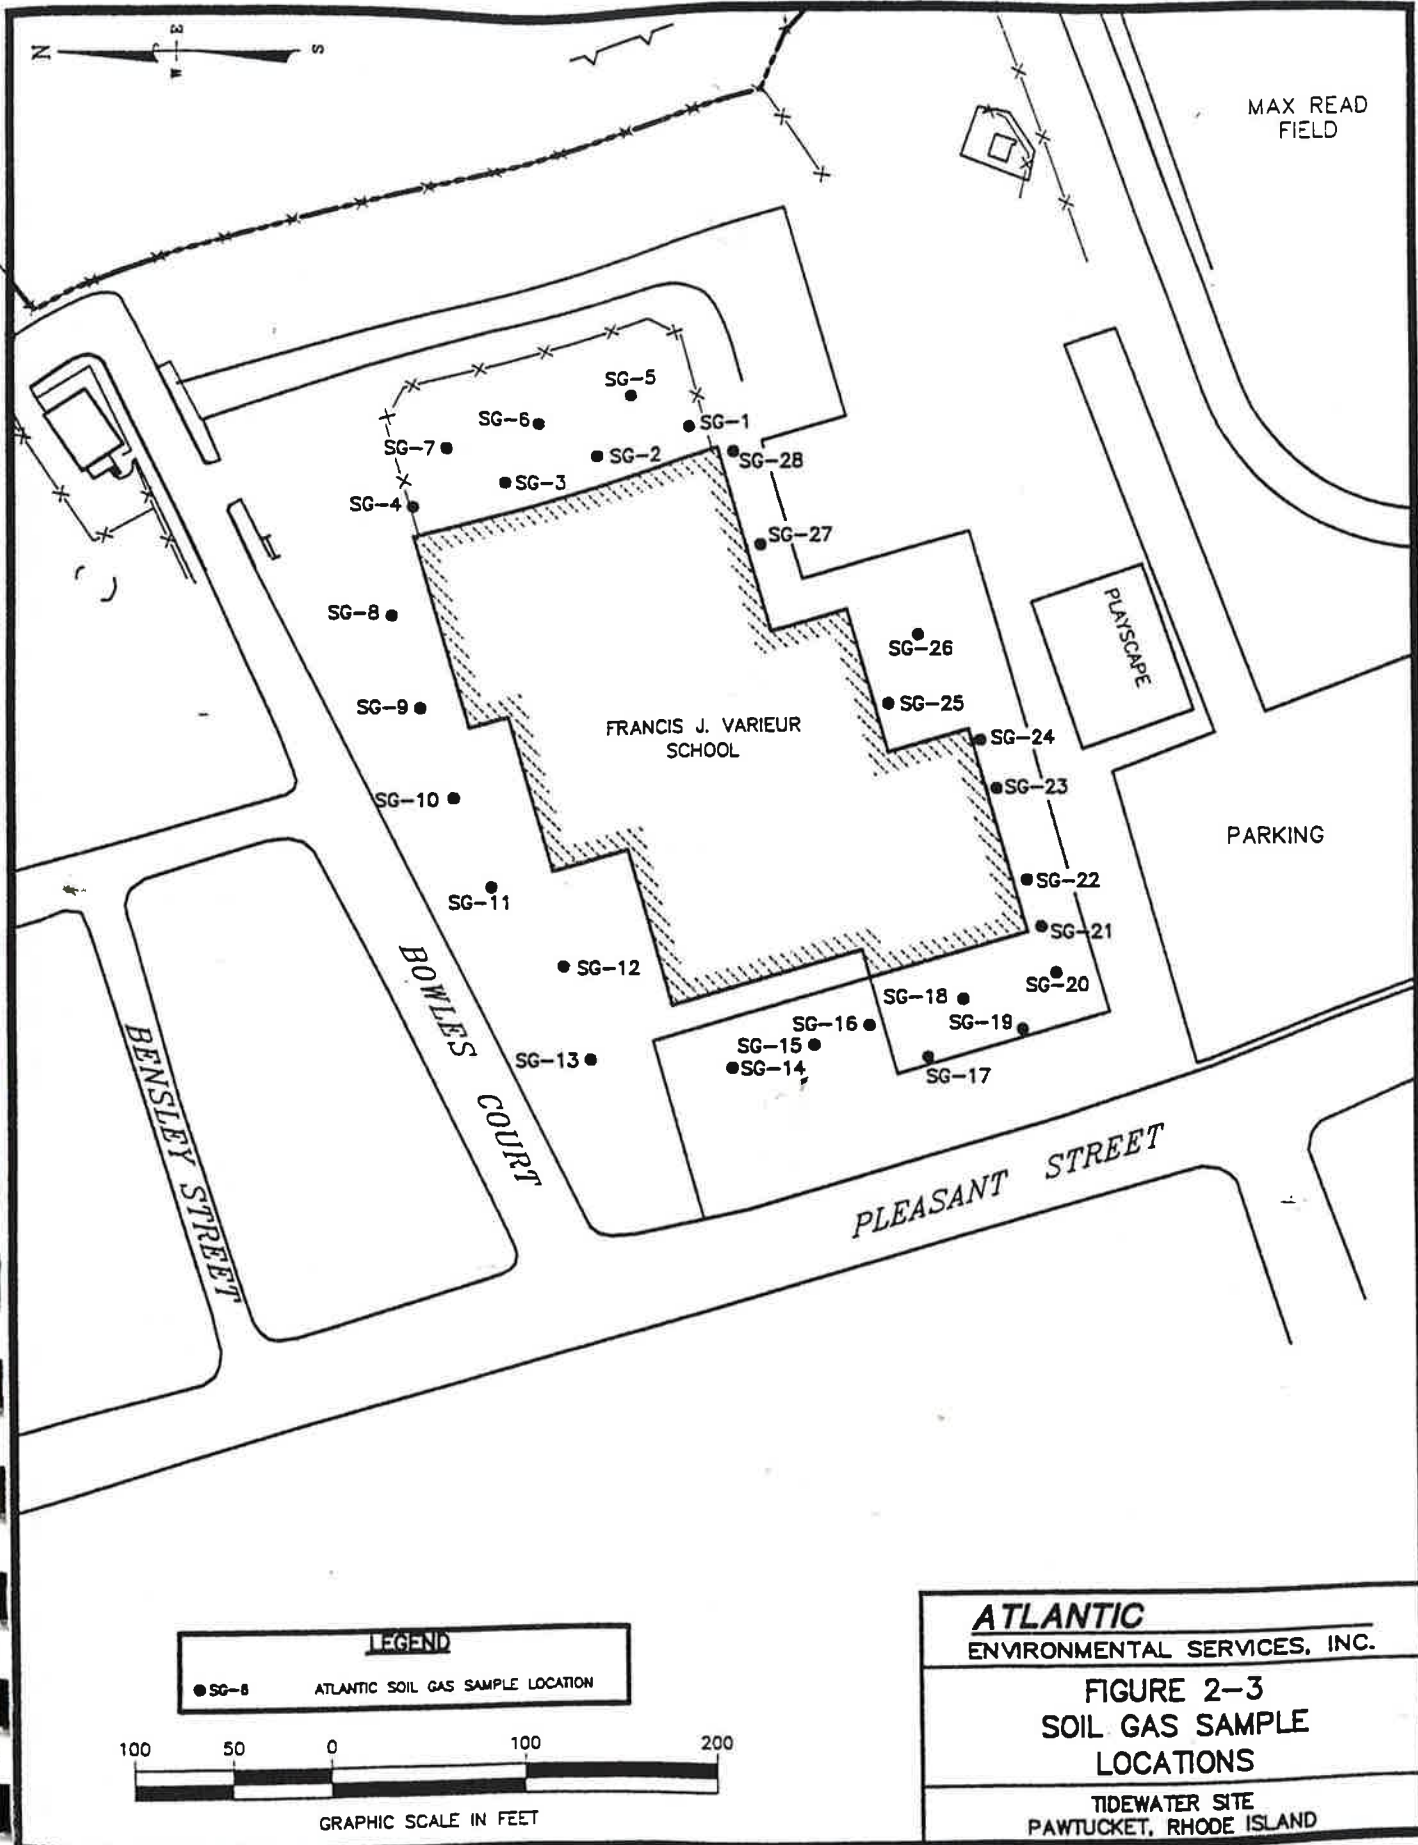 N
E
W
S
MAX READ
FIELD
SG-5
SG-6
SG-1
SG-7
SG-2
SG-28
SG-3
SG-4
SG-27
SG-8
PLAYSCAPE
SG-26
SG-9
SG-25
FRANCIS J. VARIEUR
SCHOOL
SG-24
SG-23
SG-10
PARKING
SG-22
SG-11
SG-21
SG-12
SG-20
SG-18
SG-19
SG-16
SG-15
SG-14
SG-13
SG-17
BOWLES COURT
BENSLEY STREET
PLEASANT STREET
LEGEND
SG-6 ATLANTIC SOIL GAS SAMPLE LOCATION
100 50 0 100 200
GRAPHIC SCALE IN FEET
ATLANTIC
ENVIRONMENTAL SERVICES, INC.
FIGURE 2-3
SOIL GAS SAMPLE
LOCATIONS
TIDEWATER SITE
PAWTUCKET, RHODE ISLAND